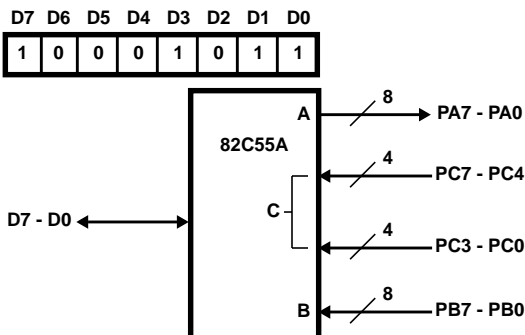 D7 D6 D5 D4 D3 D2 D1 D0
1 0 0 0 1 0 1 1
A 8 PA7 - PA0
82C55A
4 PC7 - PC4
C
D7 - D0
4 PC3 - PC0
B 8 PB7 - PB0